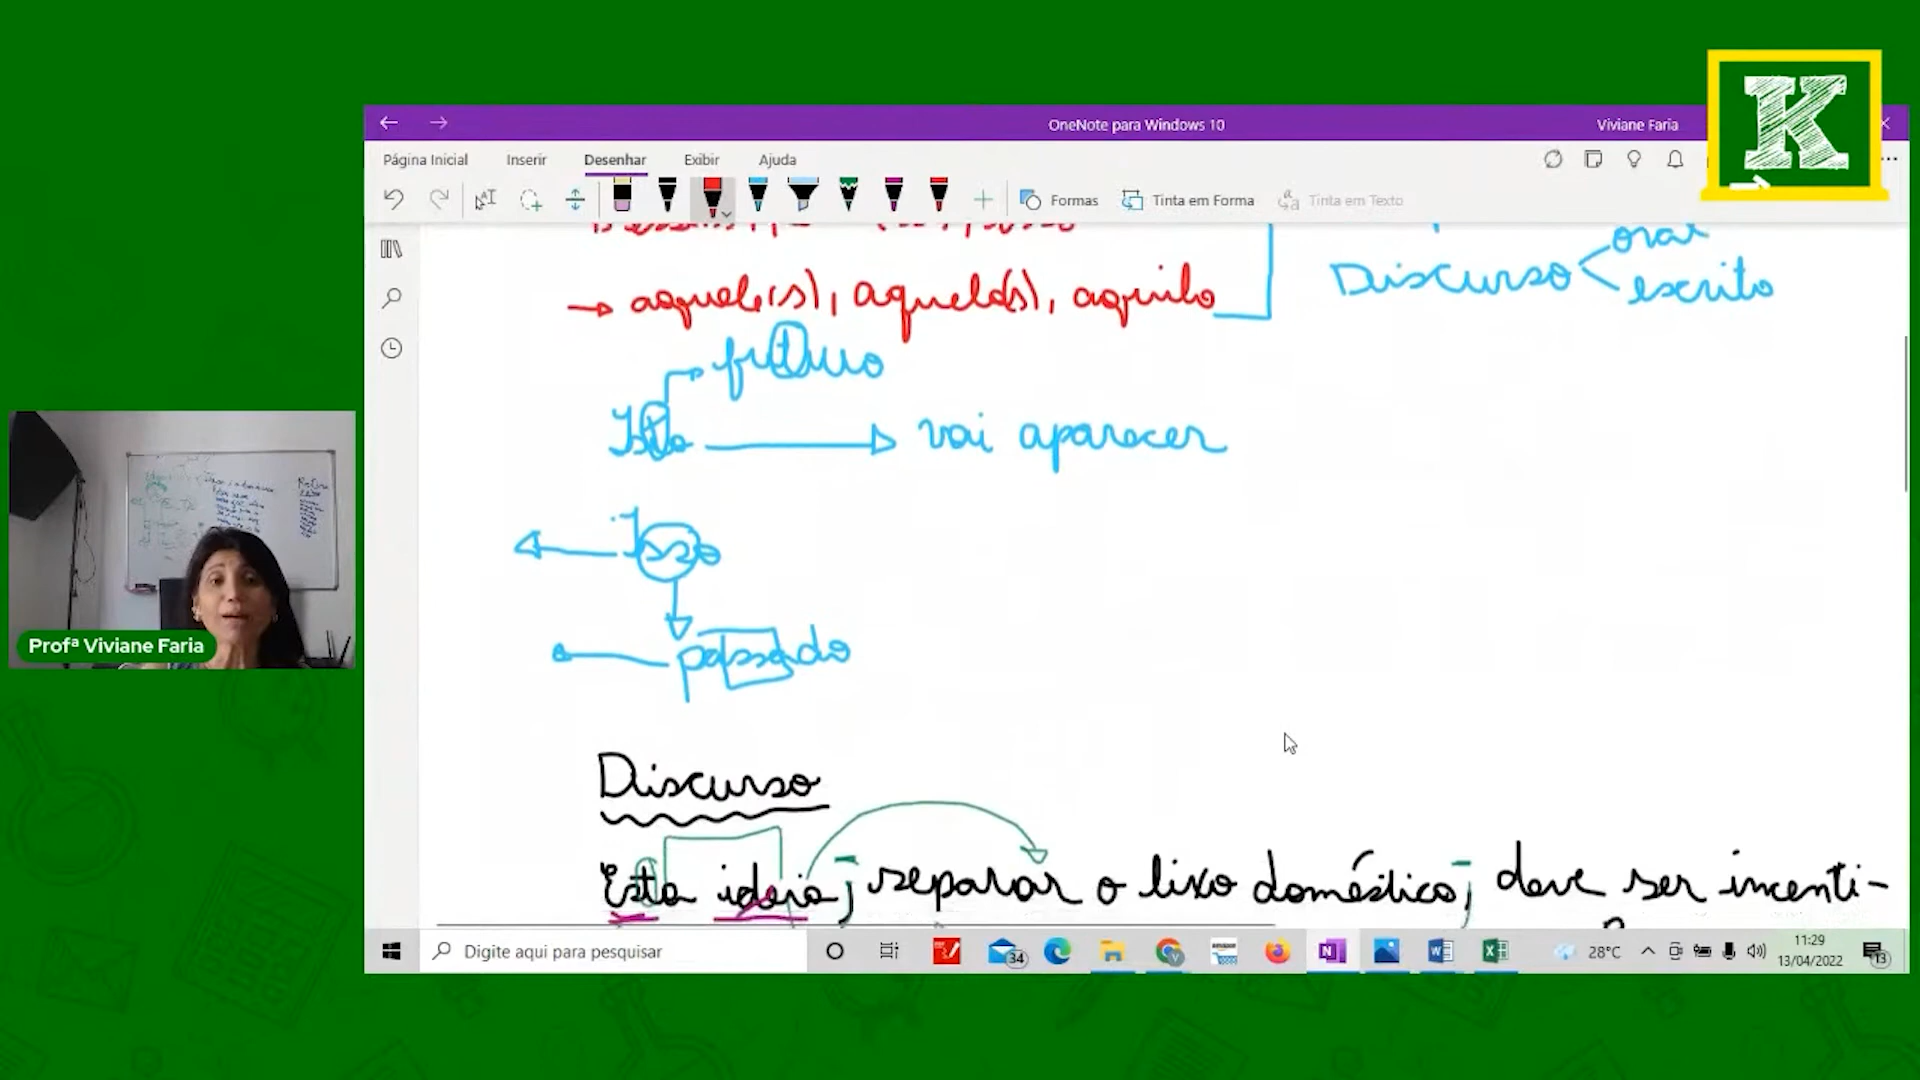 K
OneNote para Windows 10
Viviane Faria
Página Inicial Inserir Desenhar Exibir Ajuda
Formas Tinta em Forma Tinta em Texto
→ aquele(s), aquela(s), aquilo
Discurso oral
escrito
futuro
Isto vai aparecer
Isso
passado
Discurso
Esta ideia, separar o lixo doméstico, deve ser incenti-
Profª Viviane Faria
Digite aqui para pesquisar
34
28°C
11:29
13/04/2022
13